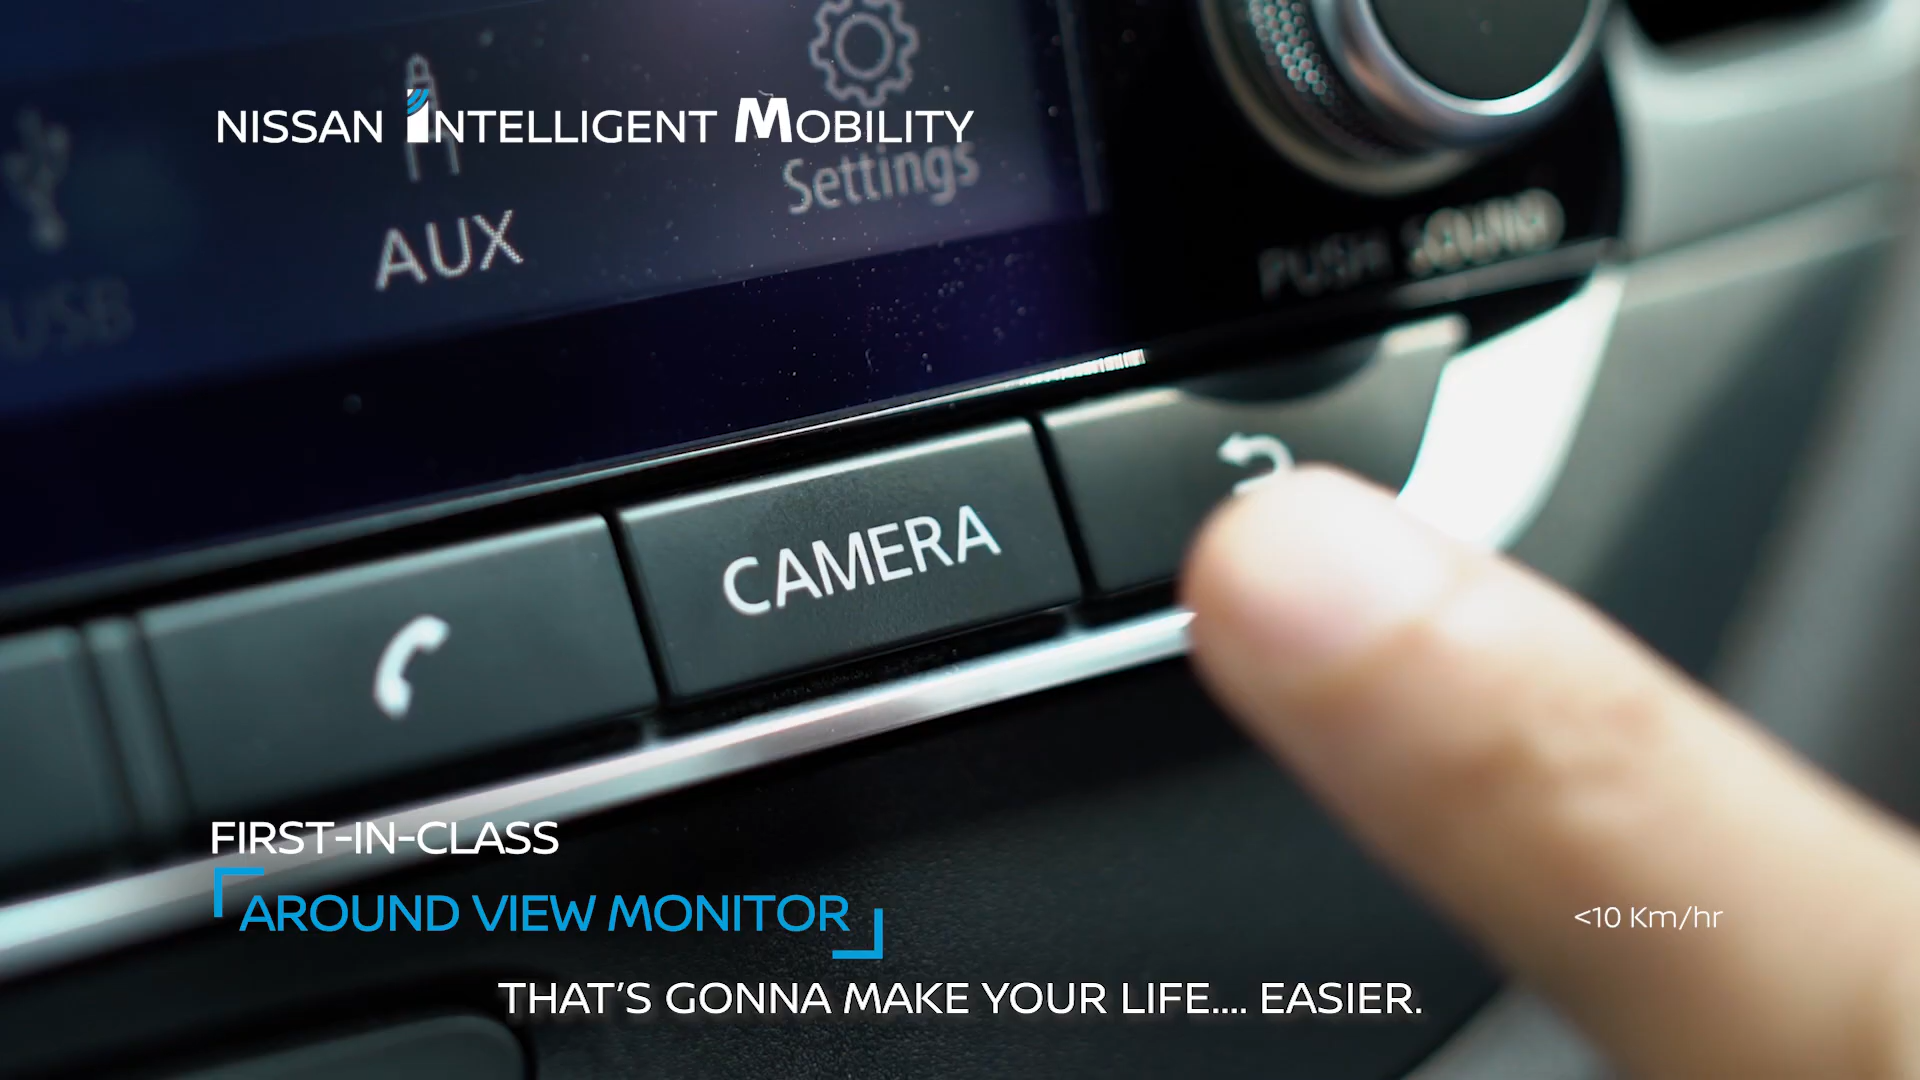 NISSAN INTELLIGENT MOBILITY
Settings
AUX
USB
PUSH SOUND
CAMERA
FIRST-IN-CLASS
AROUND VIEW MONITOR
<10 Km/hr
THAT'S GONNA MAKE YOUR LIFE.... EASIER.